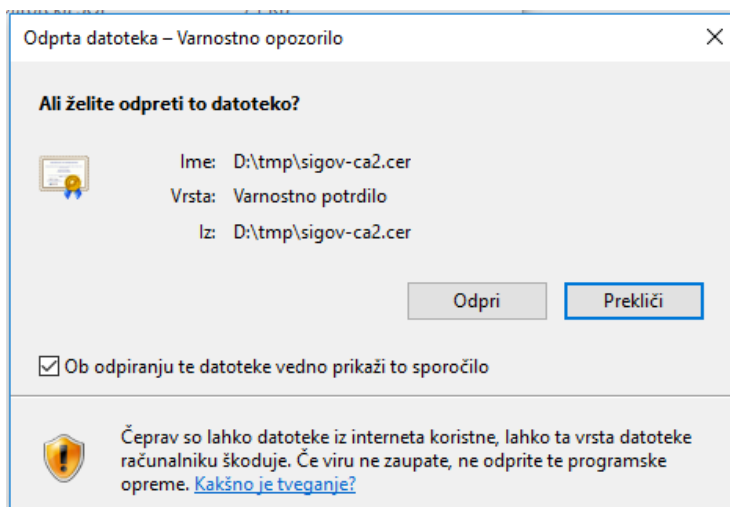 Odprta datoteka – Varnostno opozorilo
Ali želite odpreti to datoteko?
Ime: D:\tmp\sigov-ca2.cer
Vrsta: Varnostno potrdilo
Iz: D:\tmp\sigov-ca2.cer
Odpri Prekliči
Ob odpiranju te datoteke vedno prikaži to sporočilo
Čeprav so lahko datoteke iz interneta koristne, lahko ta vrsta datoteke
računalniku škoduje. Če viru ne zaupate, ne odprite te programske
opreme. Kakšno je tveganje?